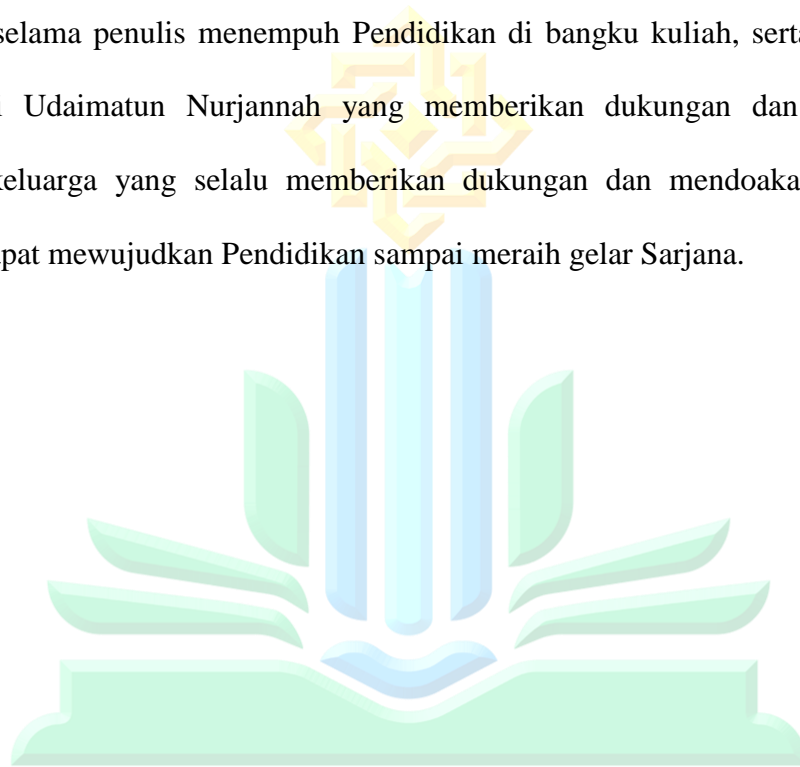 selama penulis menempuh Pendidikan di bangku kuliah, serta
Udaimatun Nurjannah yang memberikan dukungan dan
keluarga yang selalu memberikan dukungan dan mendoaka
pat mewujudkan Pendidikan sampai meraih gelar Sarjana.